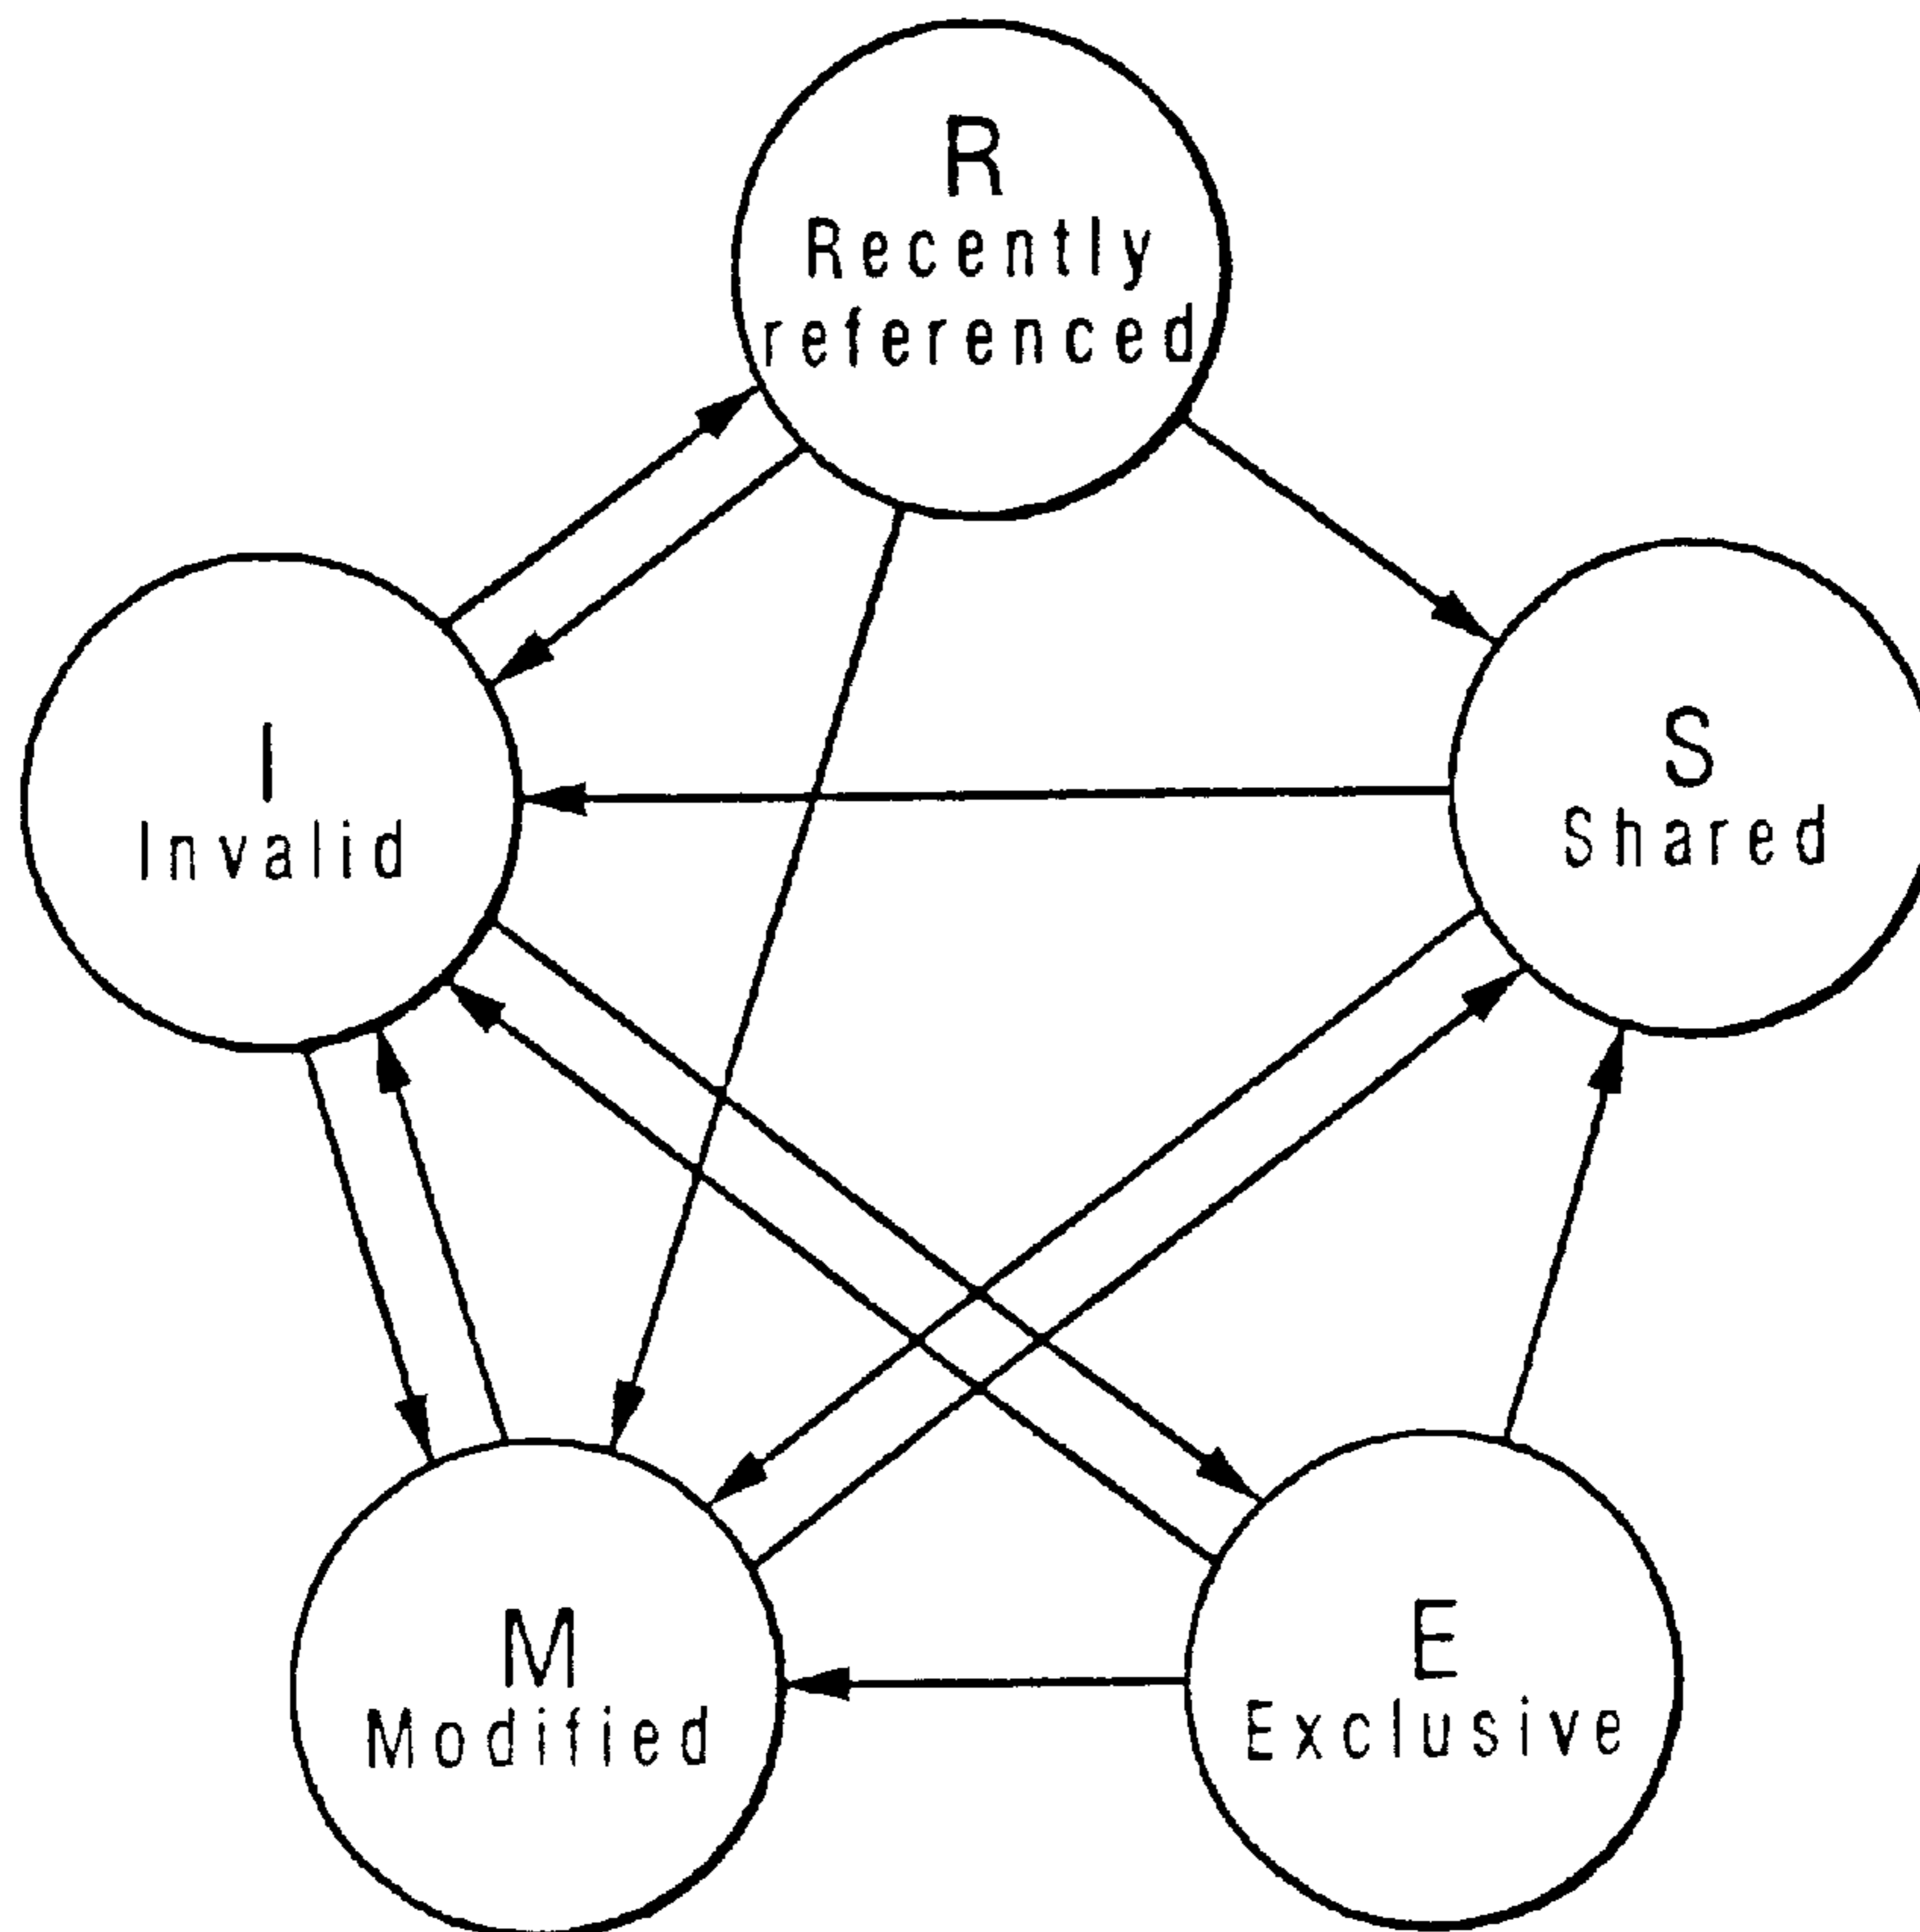 R
Recently
referenced
I
Invalid
S
Shared
M
Modified
E
Exclusive